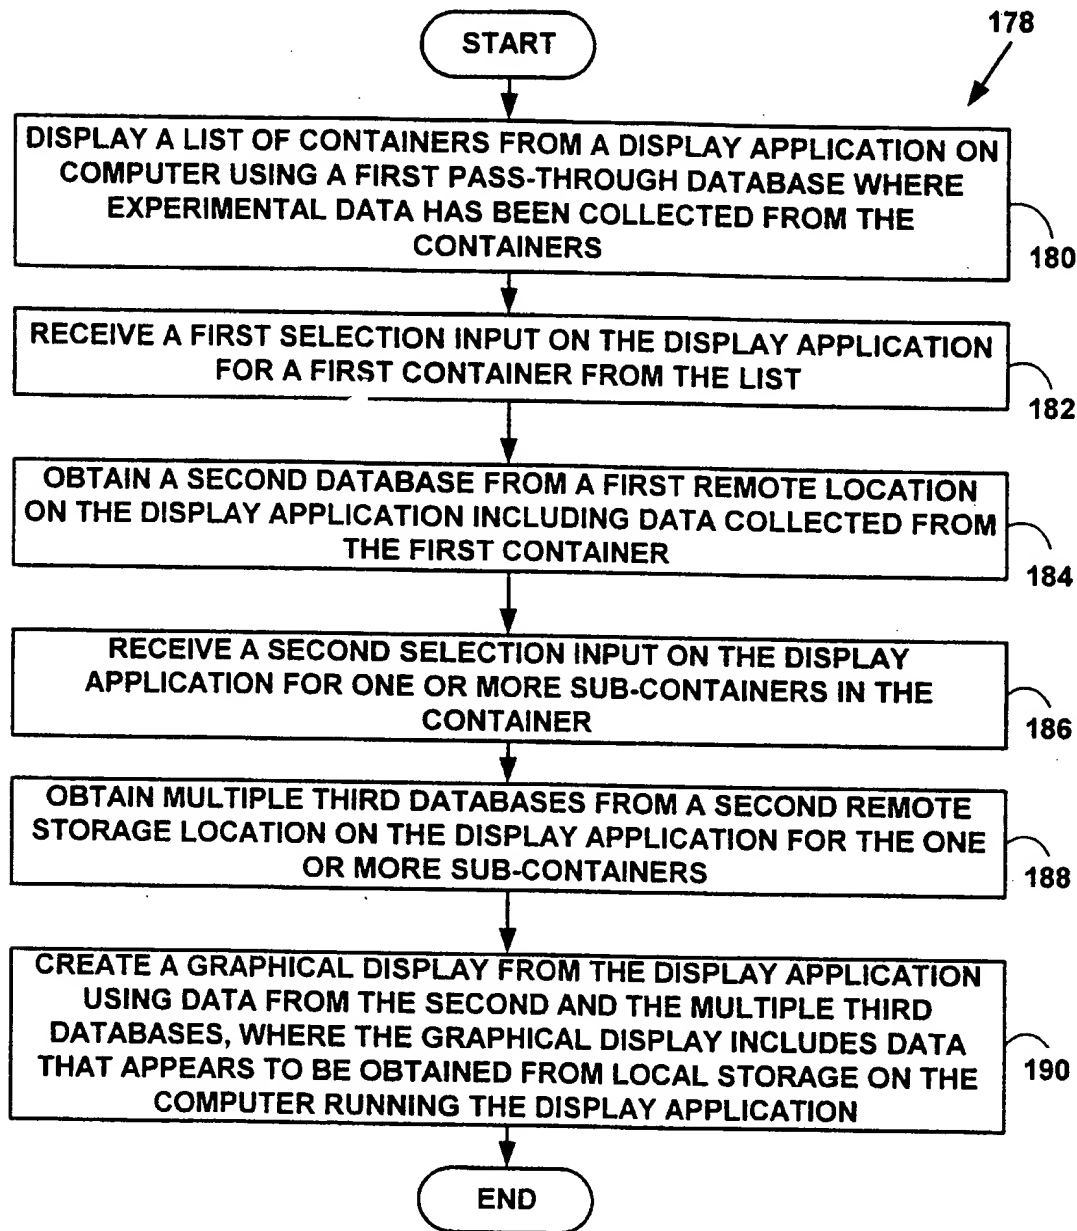 178
START
DISPLAY A LIST OF CONTAINERS FROM A DISPLAY APPLICATION ON
COMPUTER USING A FIRST PASS-THROUGH DATABASE WHERE
EXPERIMENTAL DATA HAS BEEN COLLECTED FROM THE
CONTAINERS
180
RECEIVE A FIRST SELECTION INPUT ON THE DISPLAY APPLICATION
FOR A FIRST CONTAINER FROM THE LIST
182
OBTAIN A SECOND DATABASE FROM A FIRST REMOTE LOCATION
ON THE DISPLAY APPLICATION INCLUDING DATA COLLECTED FROM
THE FIRST CONTAINER
184
RECEIVE A SECOND SELECTION INPUT ON THE DISPLAY
APPLICATION FOR ONE OR MORE SUB-CONTAINERS IN THE
CONTAINER
186
OBTAIN MULTIPLE THIRD DATABASES FROM A SECOND REMOTE
STORAGE LOCATION ON THE DISPLAY APPLICATION FOR THE ONE
OR MORE SUB-CONTAINERS
188
CREATE A GRAPHICAL DISPLAY FROM THE DISPLAY APPLICATION
USING DATA FROM THE SECOND AND THE MULTIPLE THIRD
DATABASES, WHERE THE GRAPHICAL DISPLAY INCLUDES DATA
THAT APPEARS TO BE OBTAINED FROM LOCAL STORAGE ON THE
COMPUTER RUNNING THE DISPLAY APPLICATION
190
END